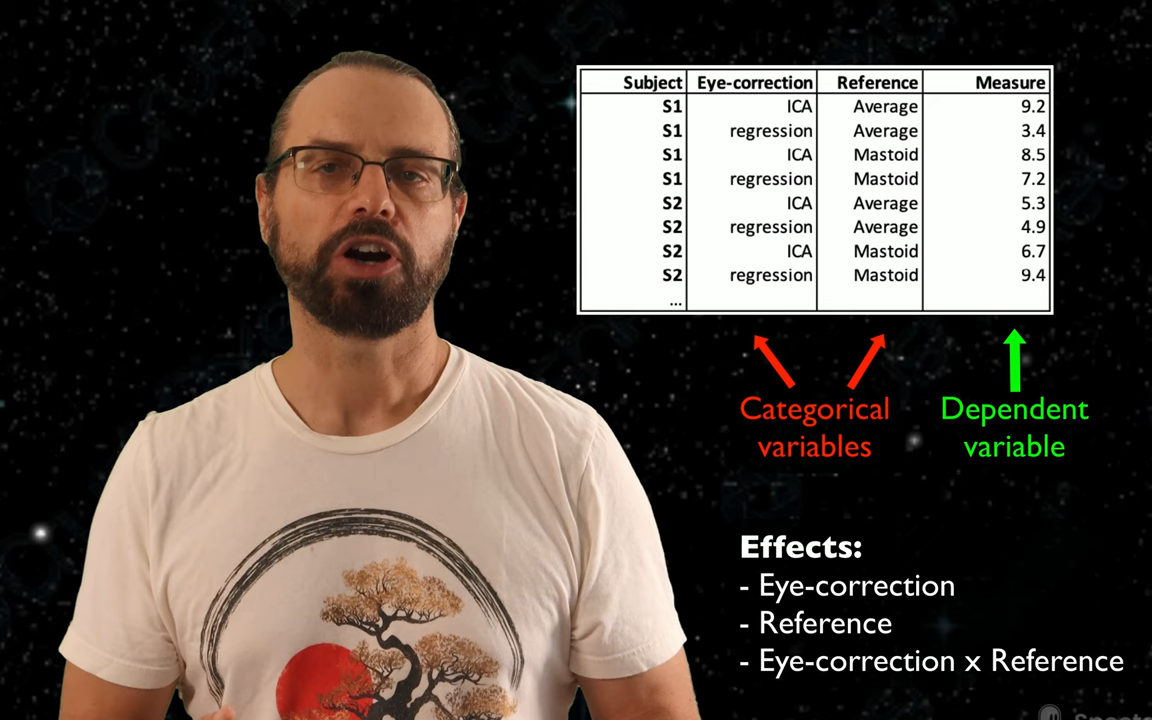 Subject Eye-correction Reference Measure
S1 ICA Average 9.2
S1 regression Average 3.4
S1 ICA Mastoid 8.5
S1 regression Mastoid 7.2
S2 ICA Average 5.3
S2 regression Average 4.9
S2 ICA Mastoid 6.7
S2 regression Mastoid 9.4
...
Categorical variables
Dependent variable
Effects:
- Eye-correction
- Reference
- Eye-correction x Reference